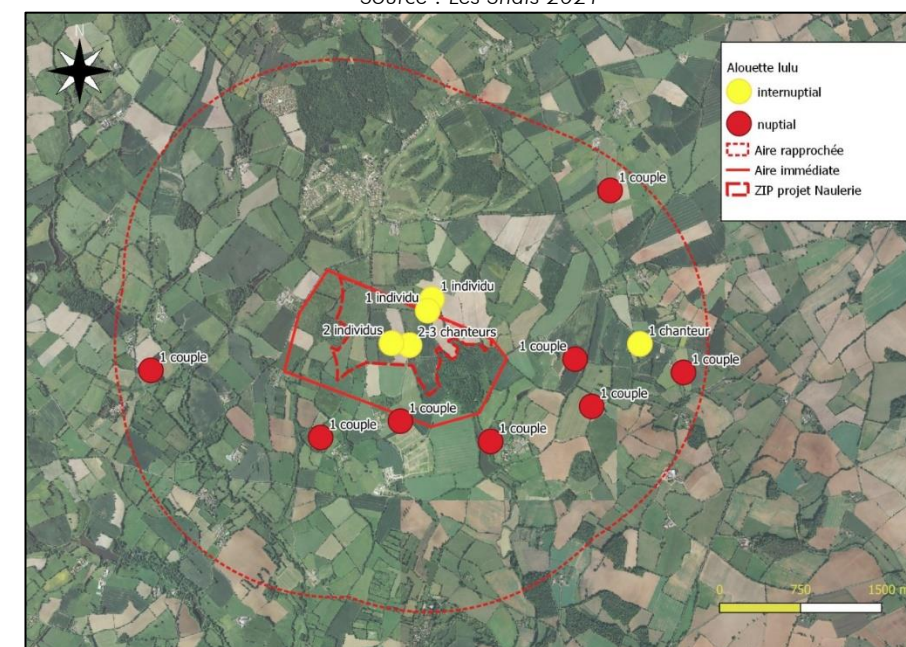 Source : Les Snats 2021
N
Alouette lulu
internuptial
nuptial
Aire rapprochée
Aire immédiate
ZIP projet Naulerie
1 couple
1 individu
1 individu
2 individus
2-3 chanteurs
1 chanteur
1 couple
1 couple
1 couple
1 couple
1 couple
1 couple
1 couple
0 750 1500 m